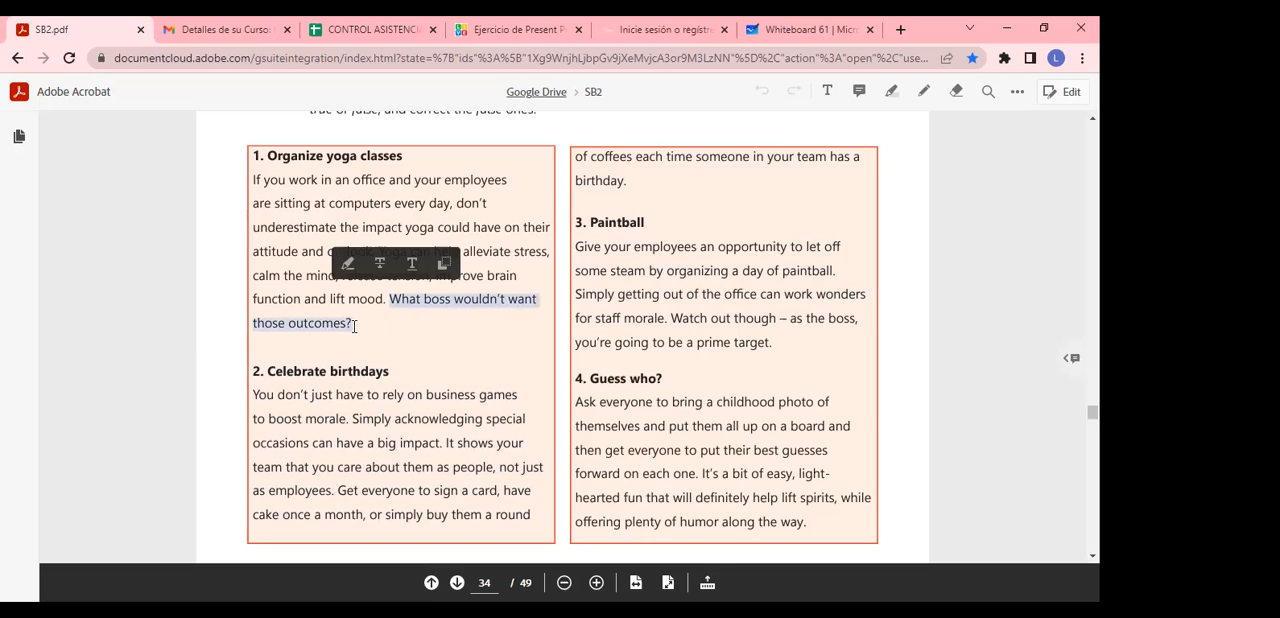 SB2.pdf
Detalles de su Curso:
CONTROL ASISTENC
Ejercicio de Present P
Inicie sesión o registre
Whiteboard 61 | Micr
documentcloud.adobe.com/gsuiteintegration/index.html?state=%7B"ids"%3A%5B"1Xg9WnjhLjbpGv9jXeMvjcA3or9M3LzNN"%5D%2C"action"%3A"open"%2C"use...
L
Adobe Acrobat
Google Drive > SB2
Edit
true or false, and correct the false ones.
1. Organize yoga classes
If you work in an office and your employees
are sitting at computers every day, don't
underestimate the impact yoga could have on their
attitude and alleviate stress,
calm the mind, improve brain
function and lift mood. What boss wouldn't want
those outcomes?
2. Celebrate birthdays
You don't just have to rely on business games
to boost morale. Simply acknowledging special
occasions can have a big impact. It shows your
team that you care about them as people, not just
as employees. Get everyone to sign a card, have
cake once a month, or simply buy them a round
of coffees each time someone in your team has a
birthday.
3. Paintball
Give your employees an opportunity to let off
some steam by organizing a day of paintball.
Simply getting out of the office can work wonders
for staff morale. Watch out though – as the boss,
you're going to be a prime target.
4. Guess who?
Ask everyone to bring a childhood photo of
themselves and put them all up on a board and
then get everyone to put their best guesses
forward on each one. It's a bit of easy, light-
hearted fun that will definitely help lift spirits, while
offering plenty of humor along the way.
34 / 49